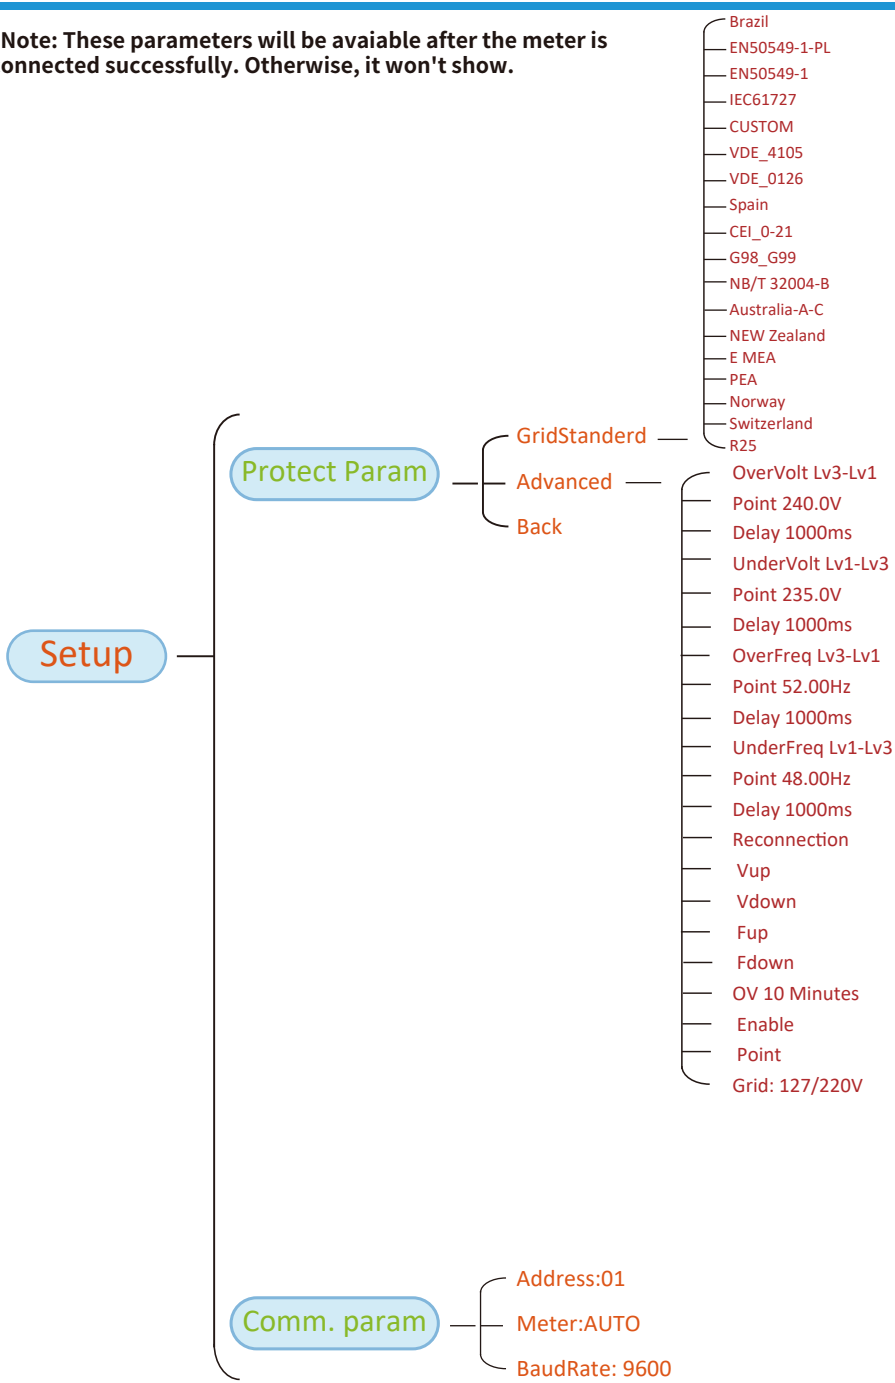 Note: These parameters will be avaiable after the meter is
onnected successfully. Otherwise, it won't show.
Brazil
EN50549-1-PL
EN50549-1
IEC61727
CUSTOM
VDE_4105
VDE_0126
Spain
CEI_0-21
G98_G99
NB/T 32004-B
Australia-A-C
NEW Zealand
E MEA
PEA
Norway
Switzerland
R25
Setup
Protect Param
GridStanderd
Advanced
Back
OverVolt Lv3-Lv1
Point 240.0V
Delay 1000ms
UnderVolt Lv1-Lv3
Point 235.0V
Delay 1000ms
OverFreq Lv3-Lv1
Point 52.00Hz
Delay 1000ms
UnderFreq Lv1-Lv3
Point 48.00Hz
Delay 1000ms
Reconnection
Vup
Vdown
Fup
Fdown
OV 10 Minutes
Enable
Point
Grid: 127/220V
Comm. param
Address:01
Meter:AUTO
BaudRate: 9600